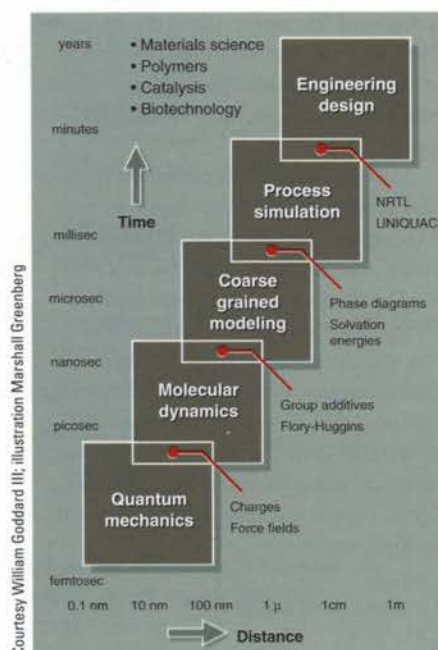 Courtesy William Goddard III; illustration Marshall Greenberg
years
• Materials science
• Polymers
• Catalysis
• Biotechnology
Engineering
design
minutes
Time
Process
simulation
NRTL
UNIQUAC
millisec
Coarse
grained
modeling
microsec
Phase diagrams
Solvation
energies
nanosec
Molecular
dynamics
Group additives
Flory-Huggins
picosec
Quantum
mechanics
Charges
Force fields
femtosec
0.1 nm 10 nm 100 nm 1 μ 1cm 1m
Distance